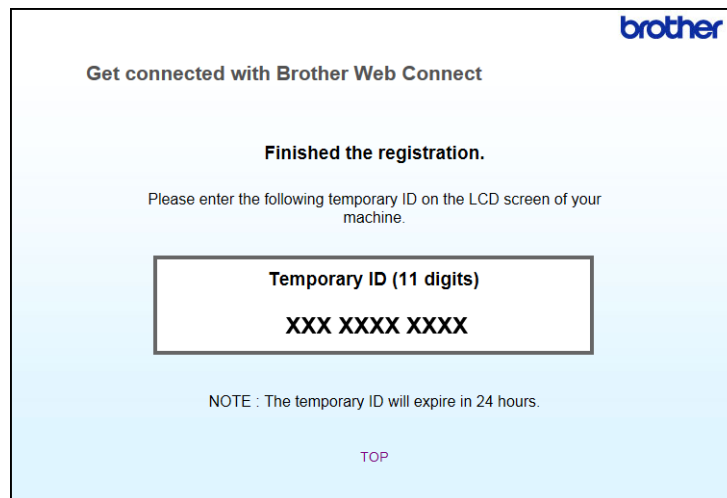 brother
Get connected with Brother Web Connect
Finished the registration.
Please enter the following temporary ID on the LCD screen of your
machine.
Temporary ID (11 digits)
XXX XXXX XXXX
NOTE : The temporary ID will expire in 24 hours.
TOP